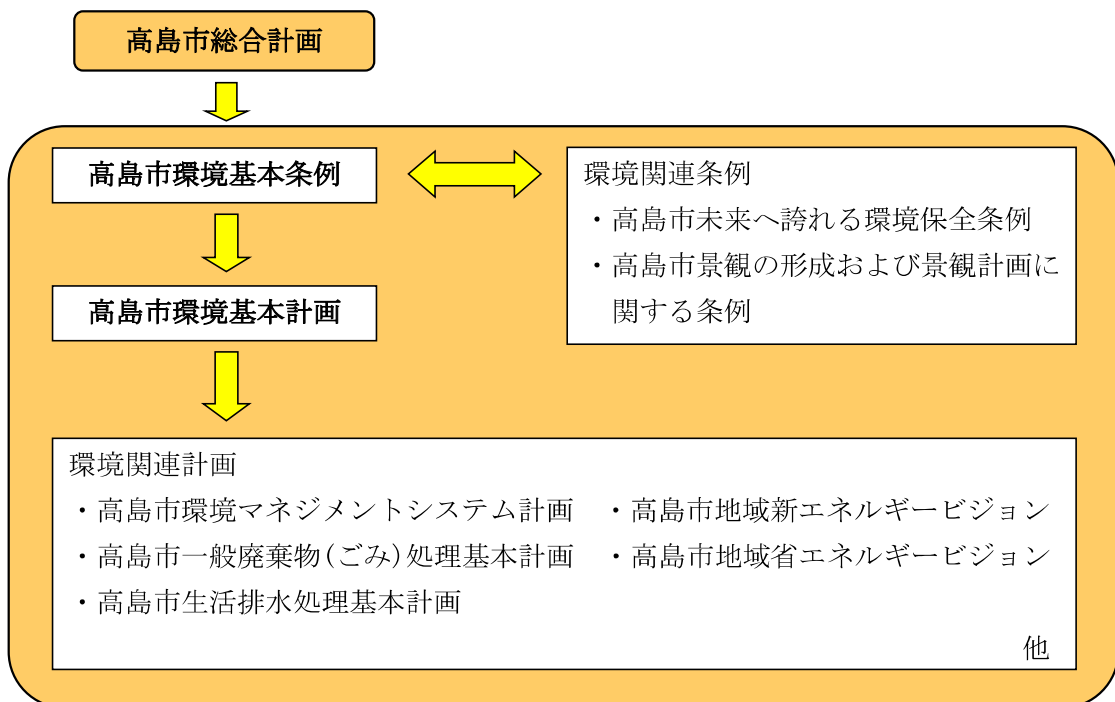 高島市総合計画
高島市環境基本条例
環境関連条例
・高島市未来へ誇れる環境保全条例
・高島市景観の形成および景観計画に
関する条例
高島市環境基本計画
環境関連計画
・高島市環境マネジメントシステム計画 ・高島市地域新エネルギービジョン
・高島市一般廃棄物(ごみ)処理基本計画 ・高島市地域省エネルギービジョン
・高島市生活排水処理基本計画
他